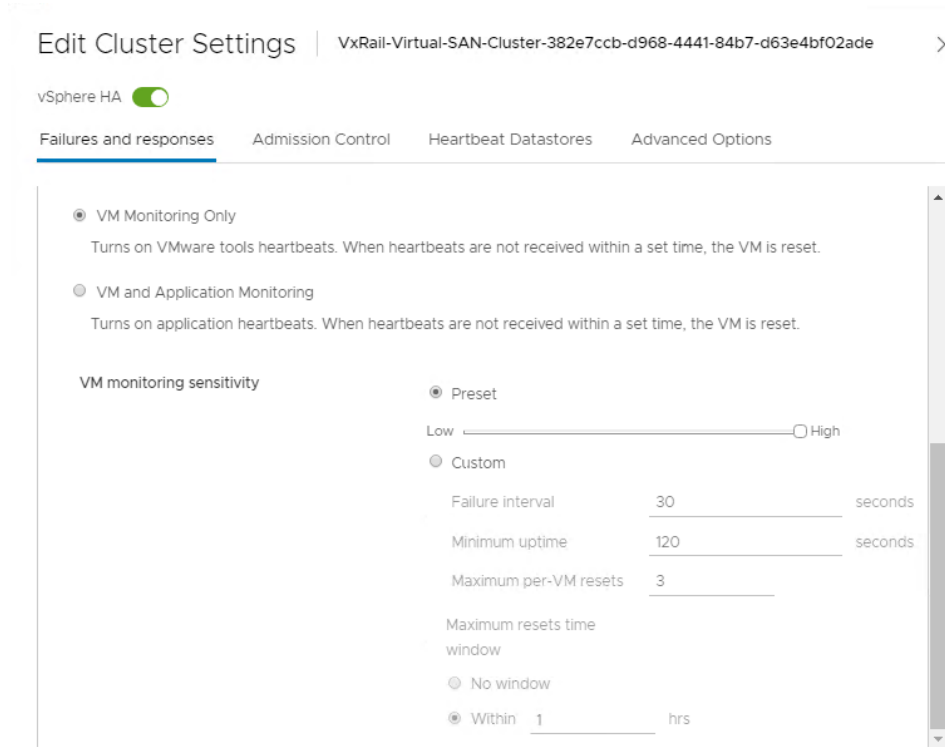 Edit Cluster Settings VxRail-Virtual-SAN-Cluster-382e7ccb-d968-4441-84b7-d63e4bf02ade
vSphere HA
Failures and responses Admission Control Heartbeat Datastores Advanced Options
VM Monitoring Only
Turns on VMware tools heartbeats. When heartbeats are not received within a set time, the VM is reset.
VM and Application Monitoring
Turns on application heartbeats. When heartbeats are not received within a set time, the VM is reset.
VM monitoring sensitivity
Preset
Low High
Custom
Failure interval 30 seconds
Minimum uptime 120 seconds
Maximum per-VM resets 3
Maximum resets time
window
No window
Within 1 hrs